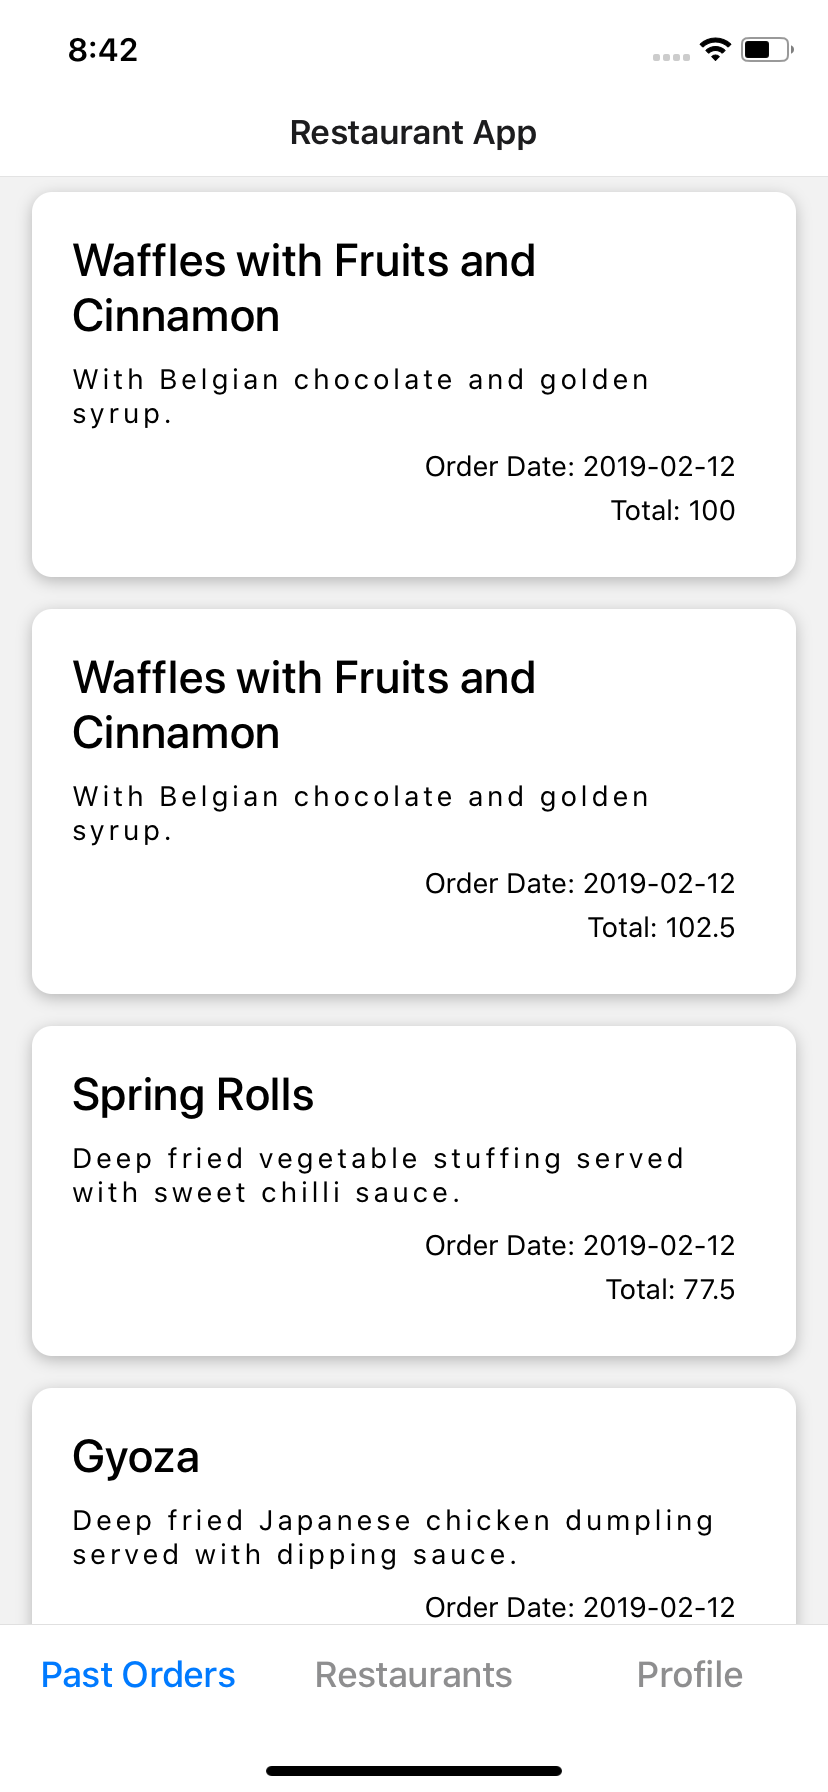 8:42
Restaurant App
Waffles with Fruits and
Cinnamon
With Belgian chocolate and golden
syrup.
Order Date: 2019-02-12
Total: 100
Waffles with Fruits and
Cinnamon
With Belgian chocolate and golden
syrup.
Order Date: 2019-02-12
Total: 102.5
Spring Rolls
Deep fried vegetable stuffing served
with sweet chilli sauce.
Order Date: 2019-02-12
Total: 77.5
Gyoza
Deep fried Japanese chicken dumpling
served with dipping sauce.
Order Date: 2019-02-12
Past Orders Restaurants Profile